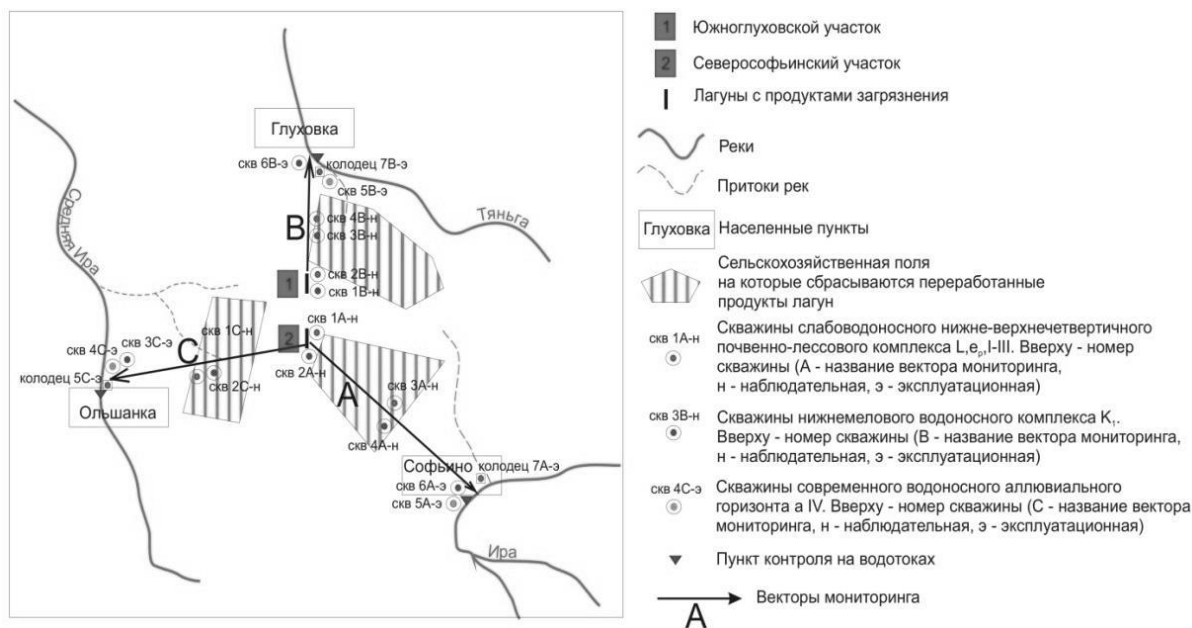 Глуховка
скв 6В-э
колодец 7В-э
скв 5В-э
Тяньга
Средняя Ира
В
скв 4В-н
скв 3В-н
1
скв 2В-н
скв 1В-н
скв 1А-н
2
скв 2А-н
скв 1С-н
С
скв 3С-э
скв 4С-э
колодец 5С-э
скв 2С-н
Ольшанка
А
скв 3А-н
скв 4А-н
Софьино
колодец 7А-э
скв 6А-э
скв 5А-э
Ира
1
Южноглуховской участок
2
Северософьинский участок
Лагуны с продуктами загрязнения
Реки
Притоки рек
Глуховка
Населенные пункты
Сельскохозяйственная поля
на которые сбрасываются переработанные
продукты лагун
скв 1А-н
Скважины слабоводоносного нижне-верхнечетвертичного
почвенно-лессового комплекса L,eₚ,I-III. Вверху - номер
скважины (А - название вектора мониторинга,
н - наблюдательная, э - эксплуатационная)
скв 3В-н
Скважины нижнемелового водоносного комплекса K₁.
Вверху - номер скважины (В - название вектора мониторинга,
н - наблюдательная, э - эксплуатационная)
скв 4С-э
Скважины современного водоносного аллювиального
горизонта a IV. Вверху - номер скважины (С - название вектора
мониторинга, н - наблюдательная, э - эксплуатационная)
Пункт контроля на водотоках
А
Векторы мониторинга